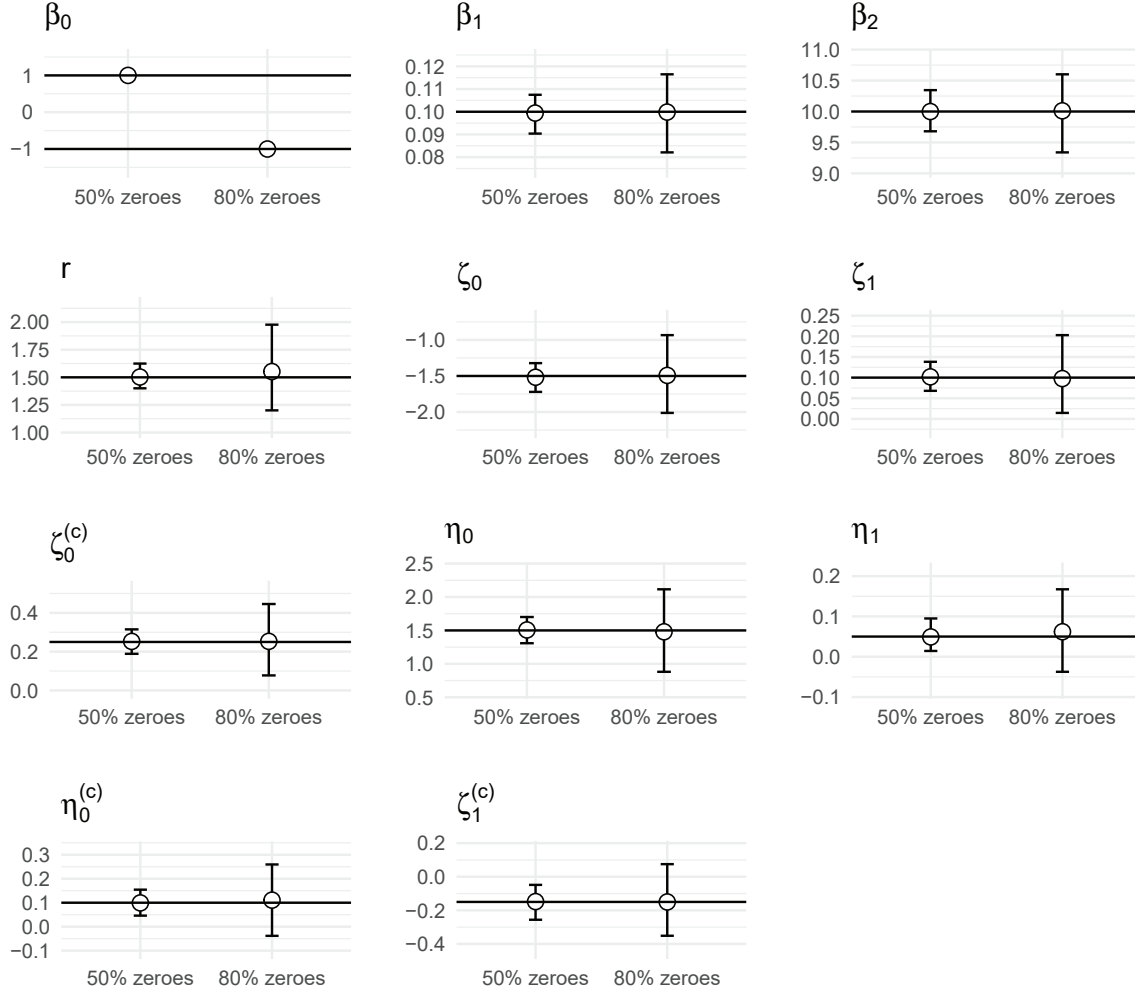 β0
β1
β2
1
0
−1
50% zeroes
80% zeroes
0.12
0.11
0.10
0.09
0.08
50% zeroes
80% zeroes
11.0
10.5
10.0
9.5
9.0
50% zeroes
80% zeroes
r
ζ0
ζ1
2.00
1.75
1.50
1.25
1.00
50% zeroes
80% zeroes
−1.0
−1.5
−2.0
50% zeroes
80% zeroes
0.25
0.20
0.15
0.10
0.05
0.00
50% zeroes
80% zeroes
ζ0(c)
η0
η1
0.4
0.2
0.0
50% zeroes
80% zeroes
2.5
2.0
1.5
1.0
0.5
50% zeroes
80% zeroes
0.2
0.1
0.0
−0.1
50% zeroes
80% zeroes
η0(c)
ζ1(c)
0.3
0.2
0.1
0.0
−0.1
50% zeroes
80% zeroes
0.2
0.0
−0.2
−0.4
50% zeroes
80% zeroes